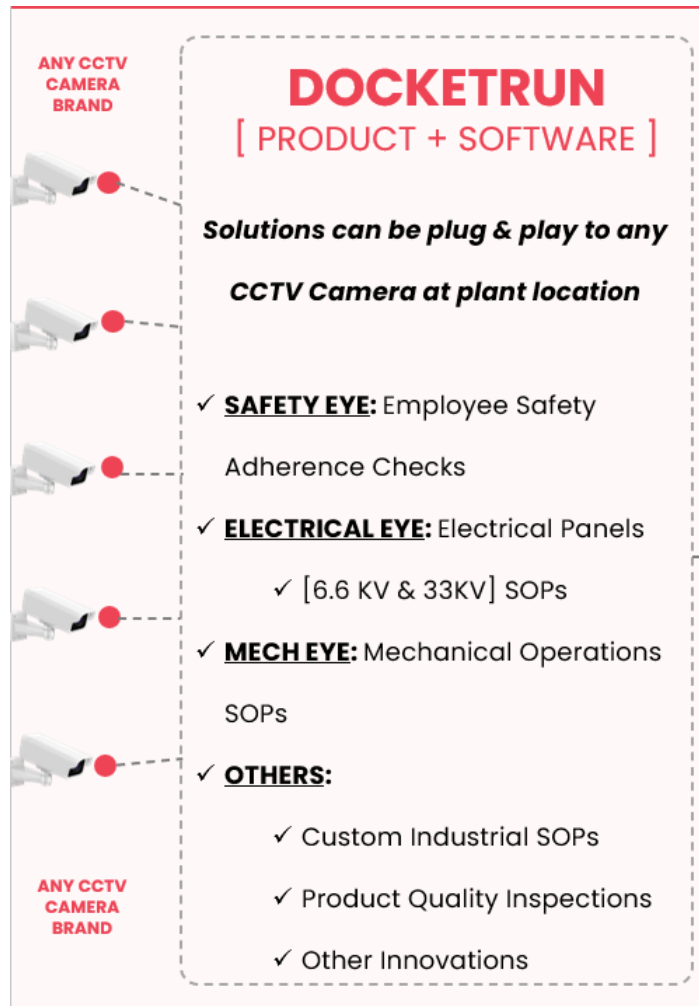 ANY CCTV
CAMERA
BRAND
DOCKETRUN
[ PRODUCT + SOFTWARE ]
Solutions can be plug & play to any
CCTV Camera at plant location
✓ SAFETY EYE: Employee Safety
Adherence Checks
✓ ELECTRICAL EYE: Electrical Panels
✓ [6.6 KV & 33KV] SOPs
✓ MECH EYE: Mechanical Operations
SOPs
✓ OTHERS:
✓ Custom Industrial SOPs
✓ Product Quality Inspections
✓ Other Innovations
ANY CCTV
CAMERA
BRAND